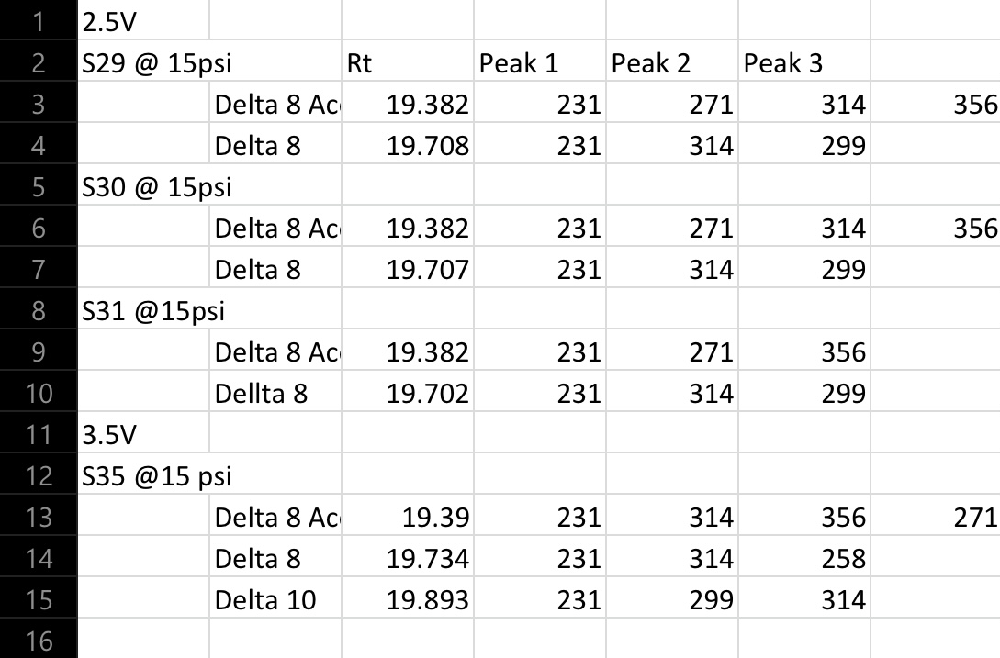 1 2.5V
2 S29 @ 15psi Rt Peak 1 Peak 2 Peak 3
3 Delta 8 Ac 19.382 231 271 314 356
4 Delta 8 19.708 231 314 299
5 S30 @ 15psi
6 Delta 8 Ac 19.382 231 271 314 356
7 Delta 8 19.707 231 314 299
8 S31 @15psi
9 Delta 8 Ac 19.382 231 271 356
10 Dellta 8 19.702 231 314 299
11 3.5V
12 S35 @15 psi
13 Delta 8 Ac 19.39 231 314 356 271
14 Delta 8 19.734 231 314 258
15 Delta 10 19.893 231 299 314
16